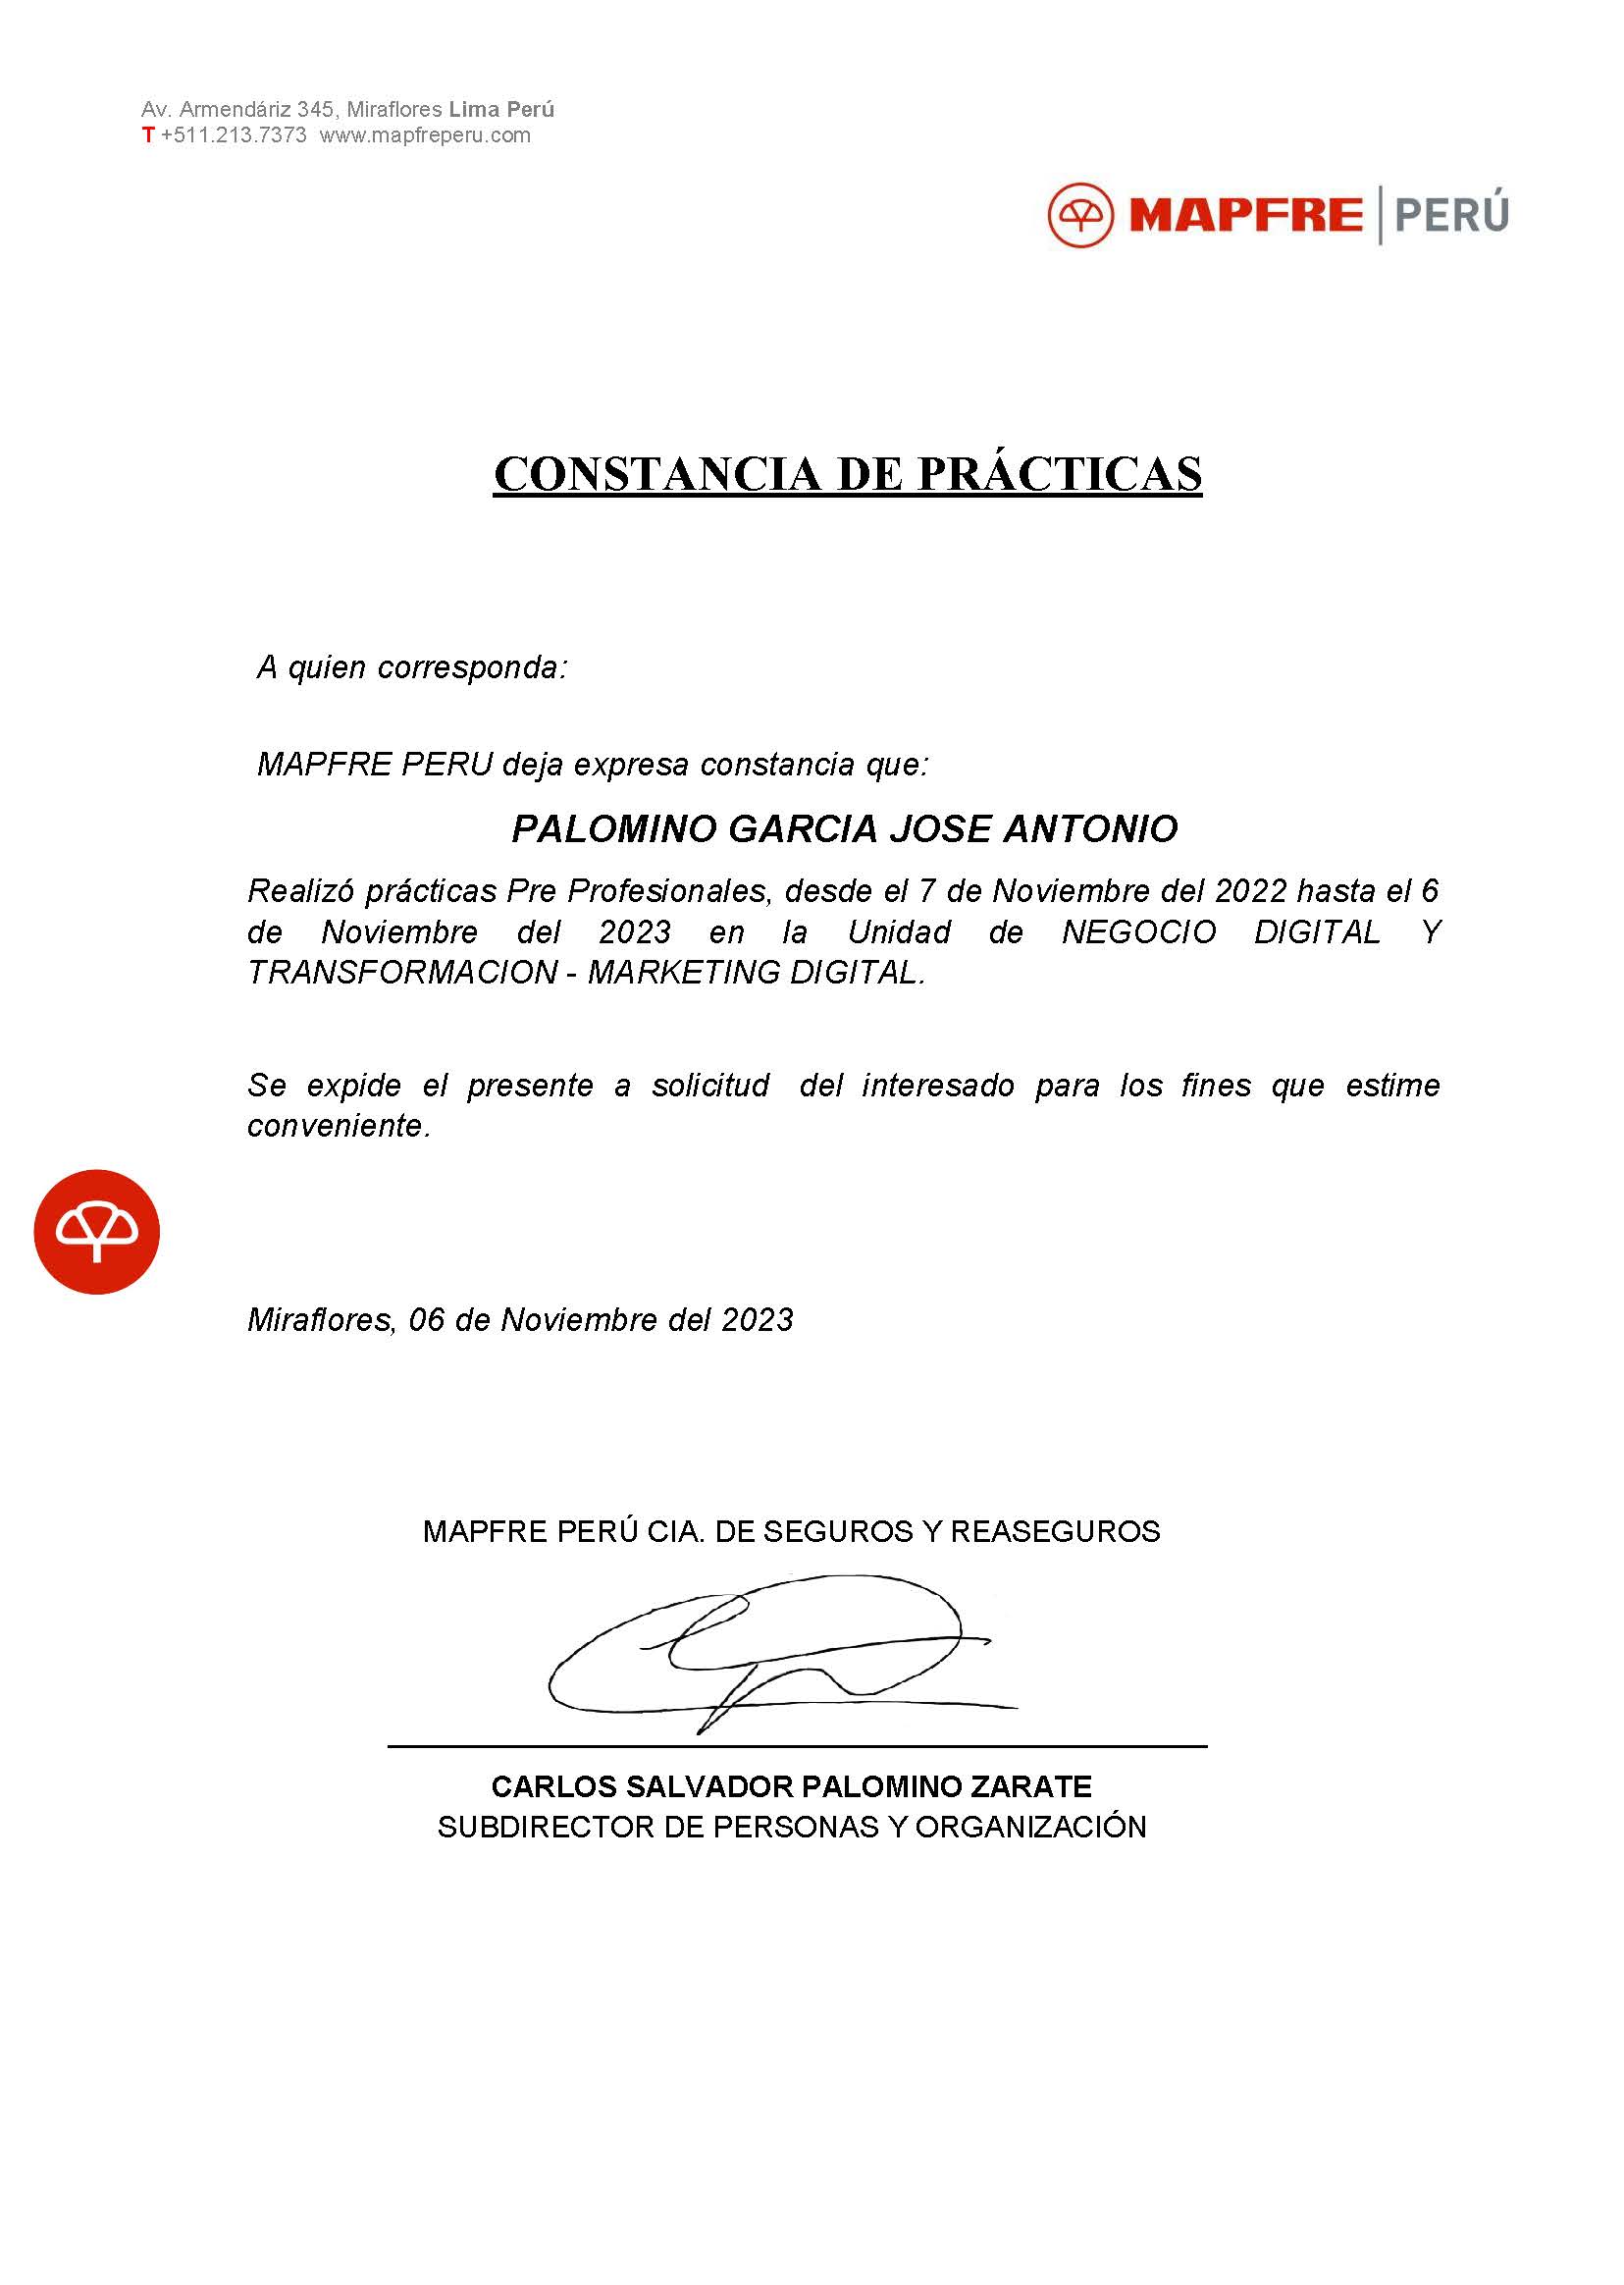 Av. Armendáriz 345, Miraflores Lima Perú
T +511.213.7373 www.mapfreperu.com
MAPFRE | PERÚ
CONSTANCIA DE PRÁCTICAS
A quien corresponda:
MAPFRE PERU deja expresa constancia que:
PALOMINO GARCIA JOSE ANTONIO
Realizó prácticas Pre Profesionales, desde el 7 de Noviembre del 2022 hasta el 6
de Noviembre del 2023 en la Unidad de NEGOCIO DIGITAL Y
TRANSFORMACION - MARKETING DIGITAL.
Se expide el presente a solicitud del interesado para los fines que estime
conveniente.
Miraflores, 06 de Noviembre del 2023
MAPFRE PERÚ CIA. DE SEGUROS Y REASEGUROS
CARLOS SALVADOR PALOMINO ZARATE
SUBDIRECTOR DE PERSONAS Y ORGANIZACIÓN